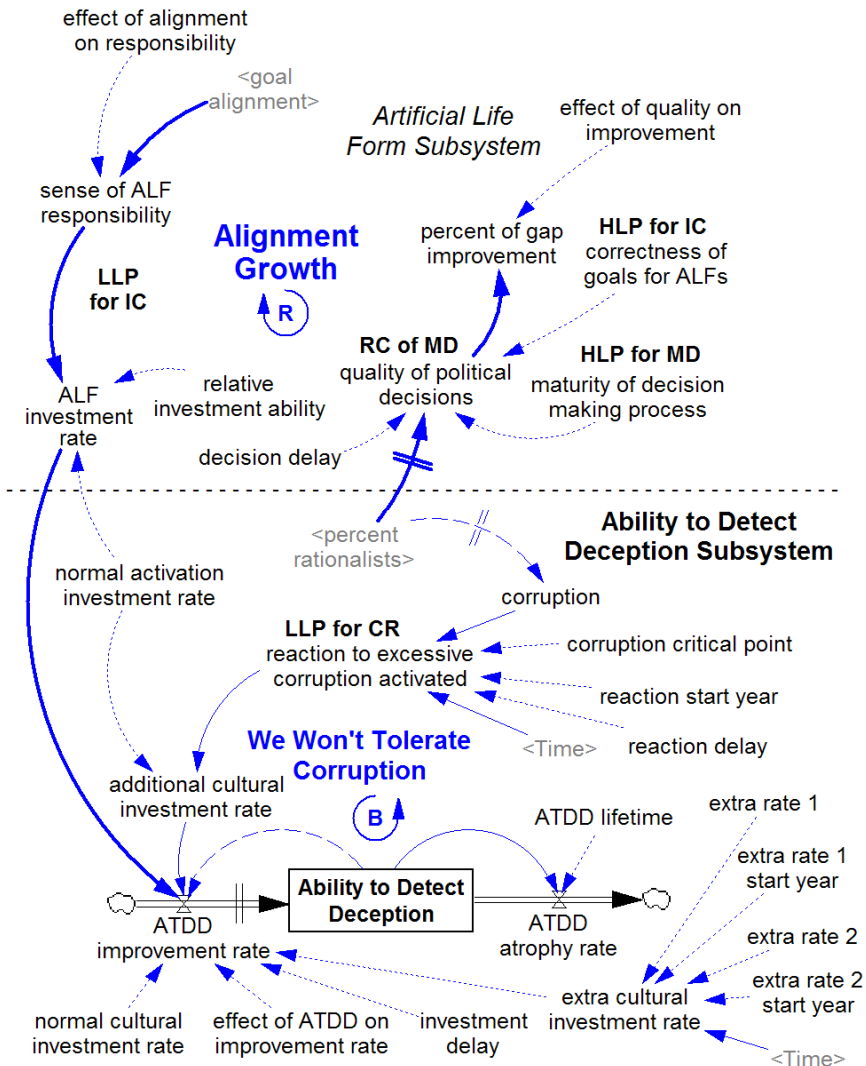 effect of alignment
on responsibility
<goal
alignment>
Artificial Life
Form Subsystem
effect of quality on
improvement
sense of ALF
responsibility
Alignment
Growth
R
percent of gap
improvement
HLP for IC
correctness of
goals for ALFs
LLP
for IC
RC of MD
quality of political
decisions
HLP for MD
maturity of decision
making process
ALF
investment
rate
relative
investment ability
decision delay
<percent
rationalists>
Ability to Detect
Deception Subsystem
normal activation
investment rate
corruption
LLP for CR
reaction to excessive
corruption activated
corruption critical point
reaction start year
<Time>
reaction delay
We Won't Tolerate
Corruption
B
additional cultural
investment rate
ATDD lifetime
extra rate 1
extra rate 1
start year
Ability to Detect
Deception
ATDD
improvement rate
ATDD
atrophy rate
extra rate 2
extra rate 2
start year
normal cultural
investment rate
effect of ATDD on
improvement rate
investment
delay
extra cultural
investment rate
<Time>